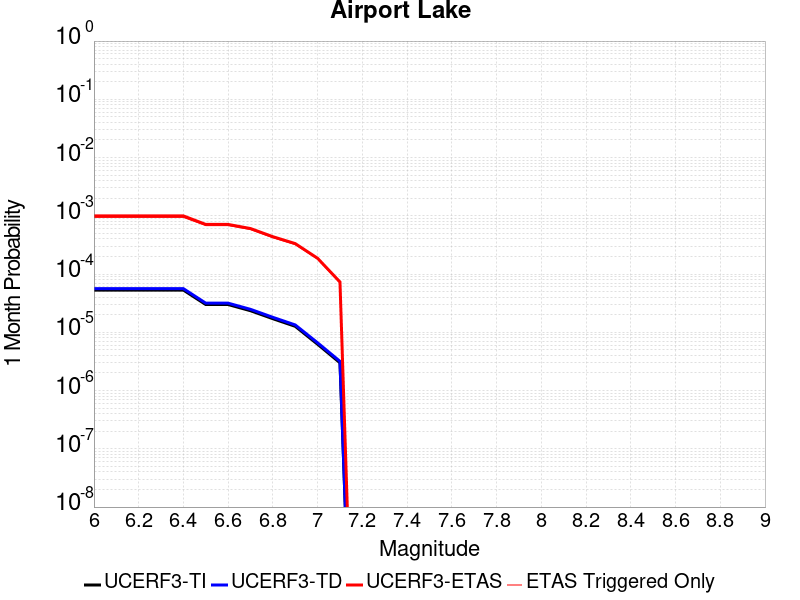 Airport Lake
10^0
10^-1
10^-2
10^-3
10^-4
10^-5
10^-6
10^-7
10^-8
1 Month Probability
6 6.2 6.4 6.6 6.8 7 7.2 7.4 7.6 7.8 8 8.2 8.4 8.6 8.8 9
Magnitude
UCERF3-TI UCERF3-TD UCERF3-ETAS ETAS Triggered Only